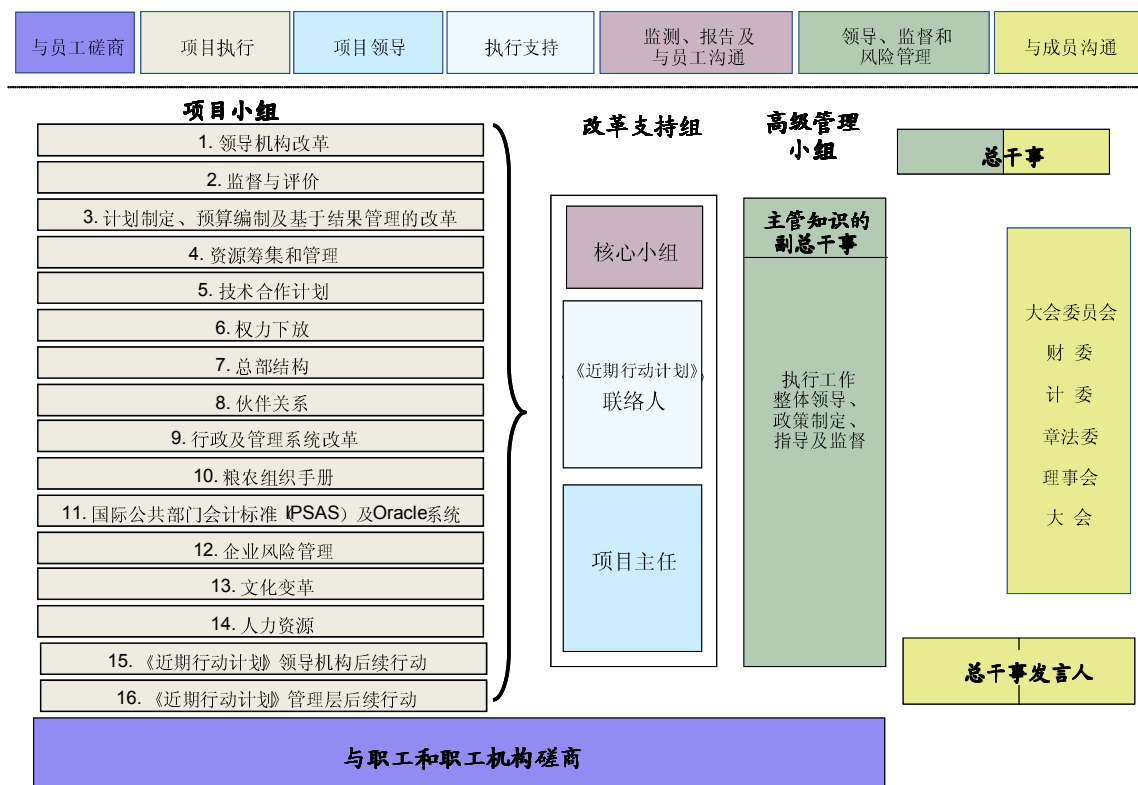 与员工磋商
项目执行
项目领导
执行支持
监测、报告及
与员工沟通
领导、监督和
风险管理
与成员沟通
项目小组
1. 领导机构改革
2. 监督与评价
3. 计划制定、预算编制及基于结果管理的改革
4. 资源筹集和管理
5. 技术合作计划
6. 权力下放
7. 总部结构
8. 伙伴关系
9. 行政及管理系统改革
10. 粮农组织手册
11. 国际公共部门会计标准（IPSAS）及Oracle系统
12. 企业风险管理
13. 文化变革
14. 人力资源
15. 《近期行动计划》领导机构后续行动
16. 《近期行动计划》管理层后续行动
改革支持组
核心小组
《近期行动计划》
联络人
项目主任
高级管理
小组
主管知识的
副总干事
执行工作
整体领导、
政策制定、
指导及监督
总干事
大会委员会
财 委
计 委
章法委
理事会
大 会
总干事发言人
与职工和职工机构磋商